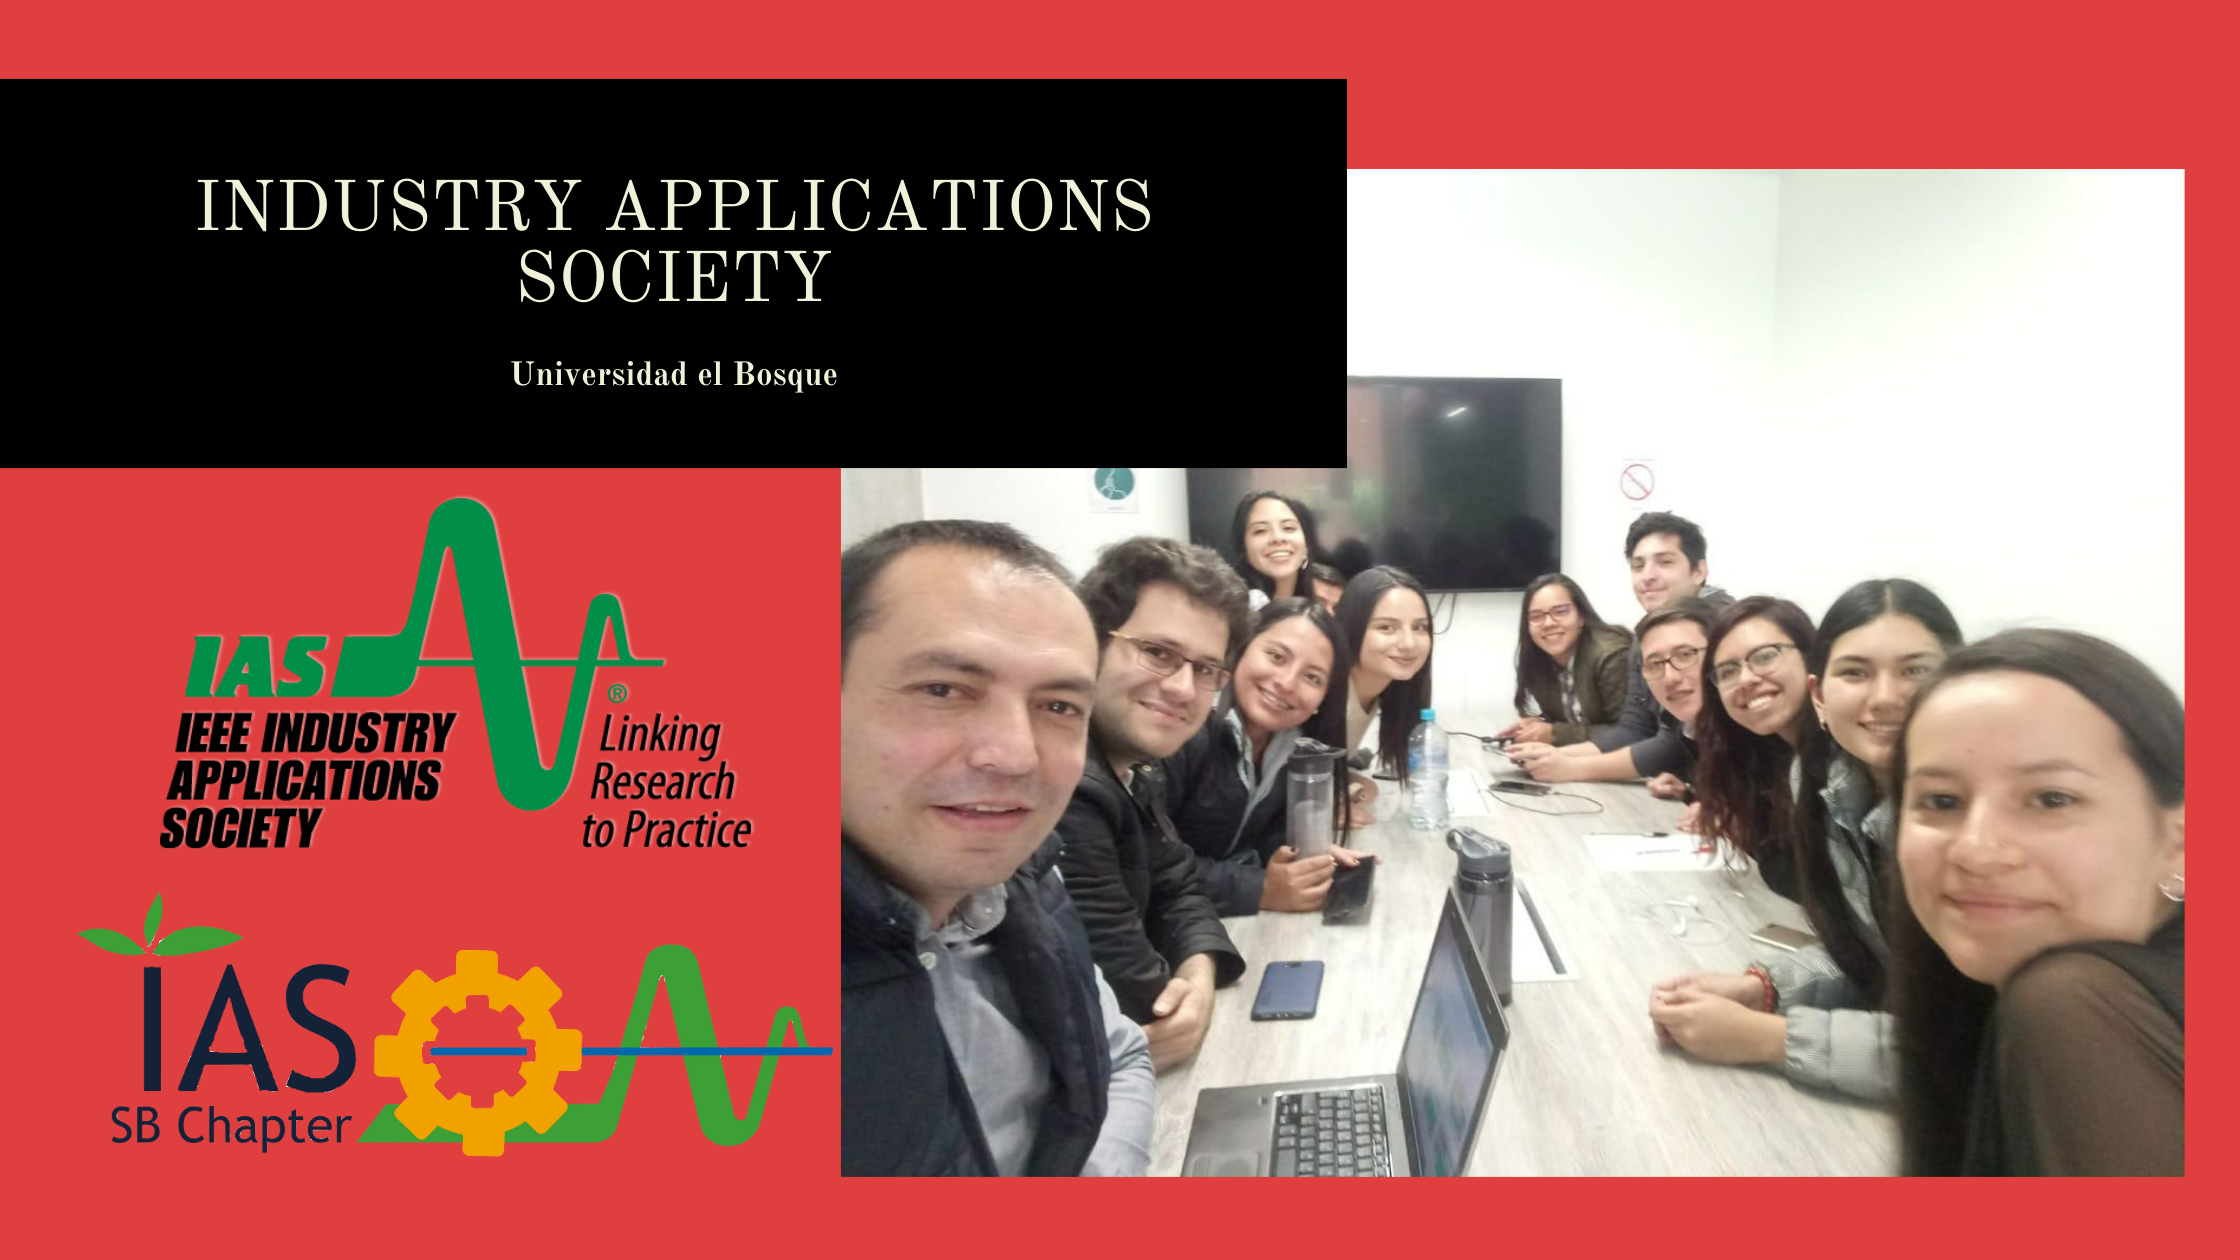 INDUSTRY APPLICATIONS
SOCIETY
Universidad el Bosque
IAS
®
IEEE INDUSTRY
APPLICATIONS
SOCIETY
Linking
Research
to Practice
IAS
SB Chapter